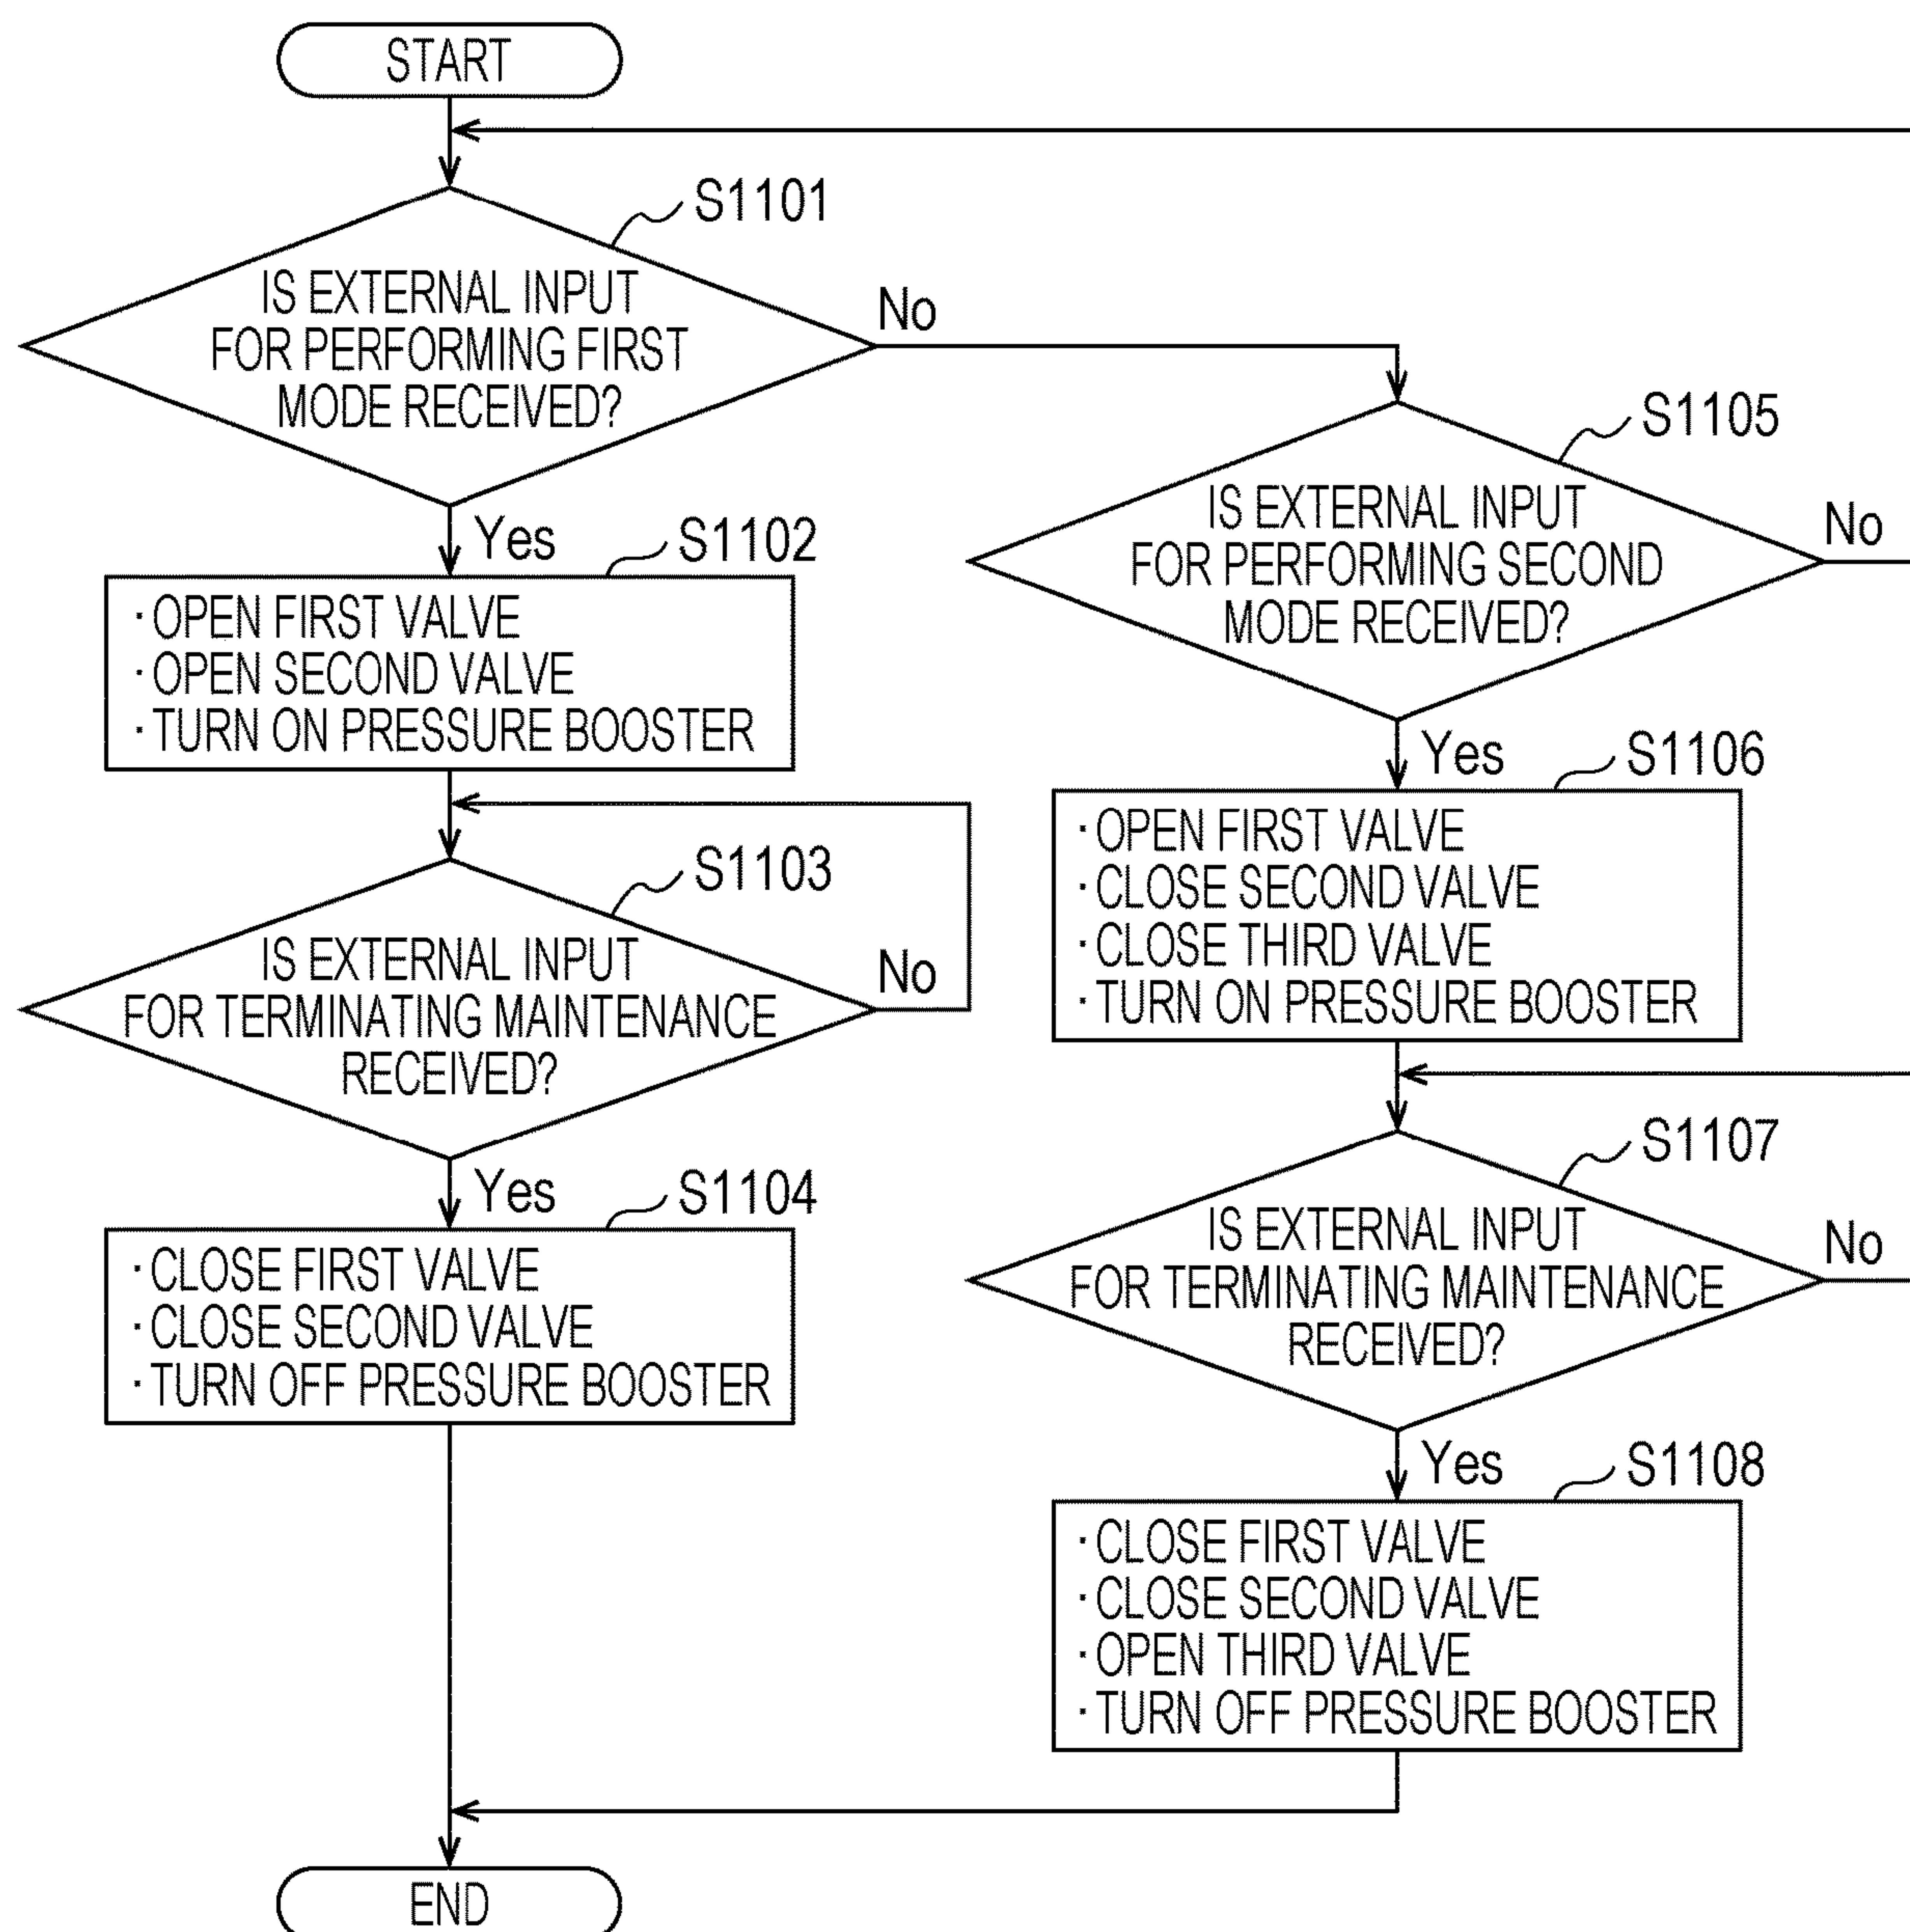 START
S1101
IS EXTERNAL INPUT
FOR PERFORMING FIRST
MODE RECEIVED?
No
Yes
S1102
· OPEN FIRST VALVE
· OPEN SECOND VALVE
· TURN ON PRESSURE BOOSTER
S1103
IS EXTERNAL INPUT
FOR TERMINATING MAINTENANCE
RECEIVED?
No
Yes
S1104
· CLOSE FIRST VALVE
· CLOSE SECOND VALVE
· TURN OFF PRESSURE BOOSTER
S1105
IS EXTERNAL INPUT
FOR PERFORMING SECOND
MODE RECEIVED?
No
Yes
S1106
· OPEN FIRST VALVE
· CLOSE SECOND VALVE
· CLOSE THIRD VALVE
· TURN ON PRESSURE BOOSTER
S1107
IS EXTERNAL INPUT
FOR TERMINATING MAINTENANCE
RECEIVED?
No
Yes
S1108
· CLOSE FIRST VALVE
· CLOSE SECOND VALVE
· OPEN THIRD VALVE
· TURN OFF PRESSURE BOOSTER
END